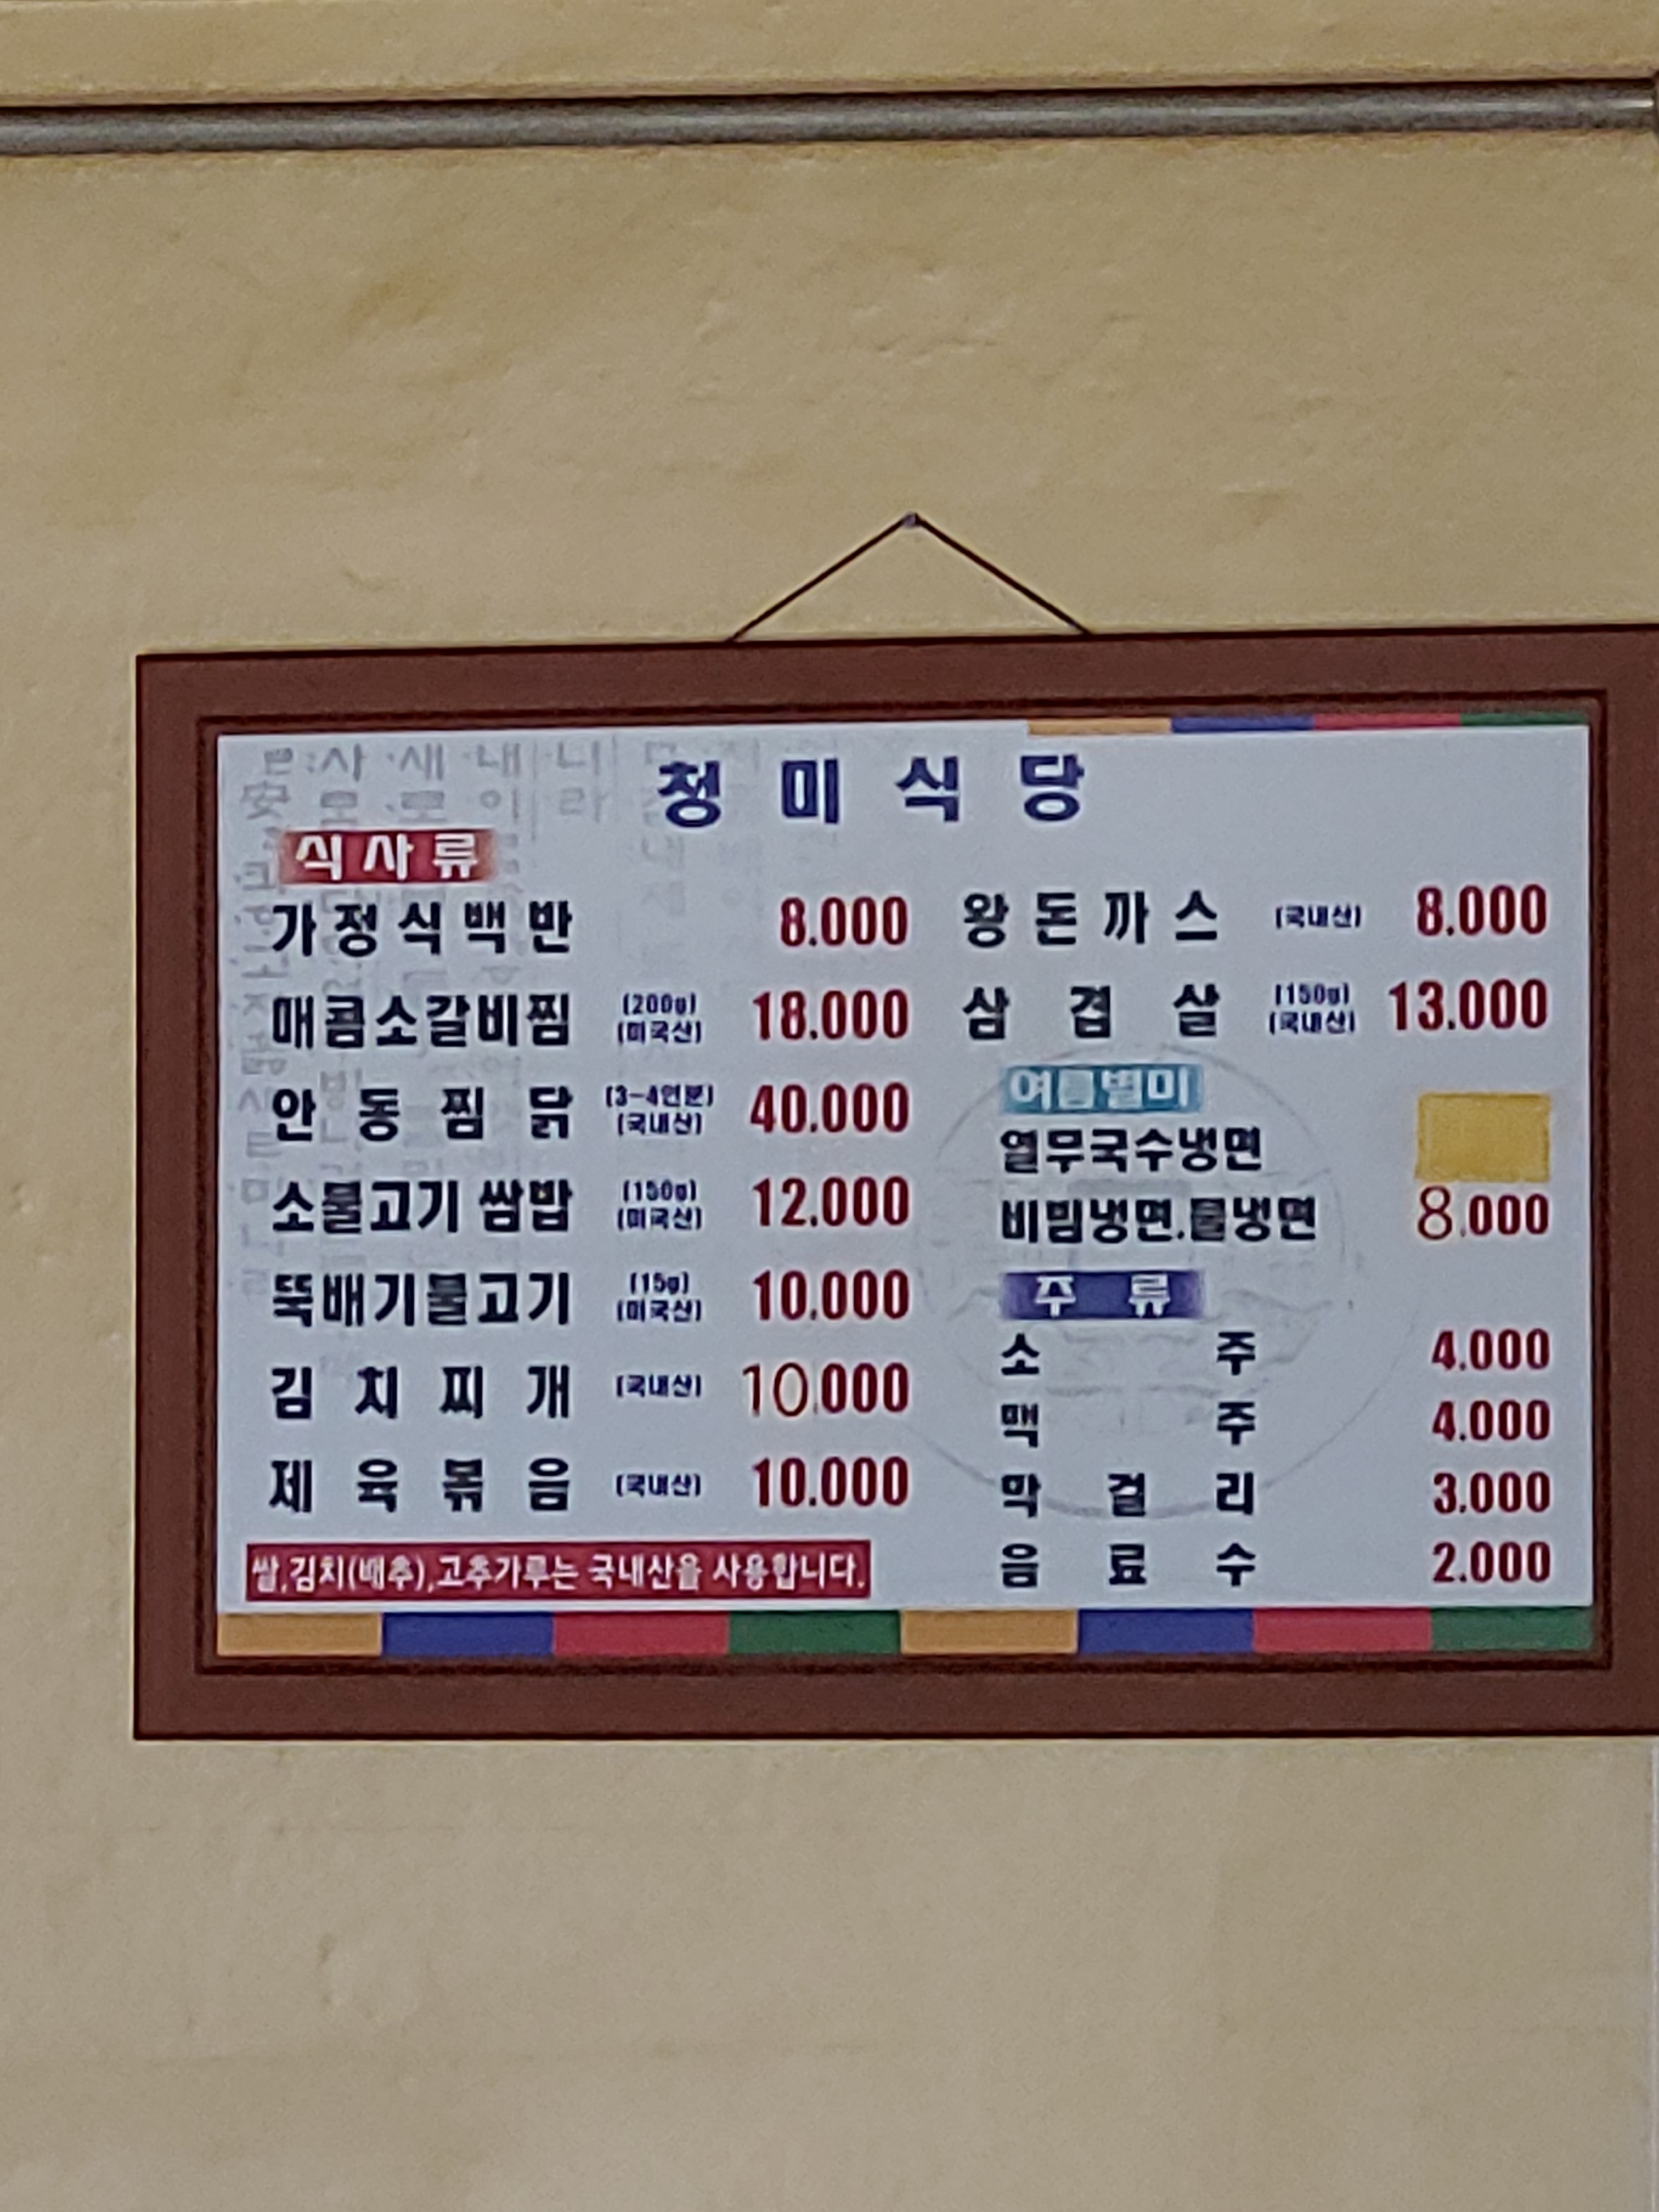 청미식당
식사류
가정식백반 8.000
매콤소갈비찜 (200g) (미국산) 18.000
안동찜닭 (3-4인분) (국내산) 40.000
소불고기 쌈밥 (150g) (미국산) 12.000
뚝배기불고기 (15g) (미국산) 10.000
김치찌개 (국내산) 10.000
제육볶음 (국내산) 10.000
쌀,김치(배추),고추가루는 국내산을 사용합니다.
왕돈까스 (국내산) 8.000
삼겹살 (150g) (국내산) 13.000
여름별미
열무국수냉면
비빔냉면.물냉면 8.000
주류
소주 4.000
맥주 4.000
막걸리 3.000
음료수 2.000